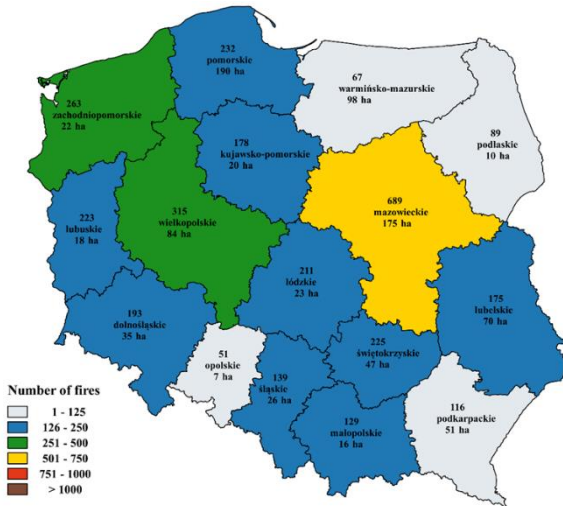 232
pomorskie
190 ha
67
warmińsko-mazurskie
98 ha
263
zachodniopomorskie
22 ha
89
podlaskie
10 ha
178
kujawsko-pomorskie
20 ha
689
mazowieckie
175 ha
315
wielkopolskie
84 ha
223
lubuskie
18 ha
211
łódzkie
23 ha
175
lubelskie
70 ha
193
dolnośląskie
35 ha
225
świętokrzyskie
47 ha
51
opolskie
7 ha
139
śląskie
26 ha
116
podkarpackie
51 ha
129
małopolskie
16 ha
Number of fires
1 - 125
126 - 250
251 - 500
501 - 750
751 - 1000
> 1000